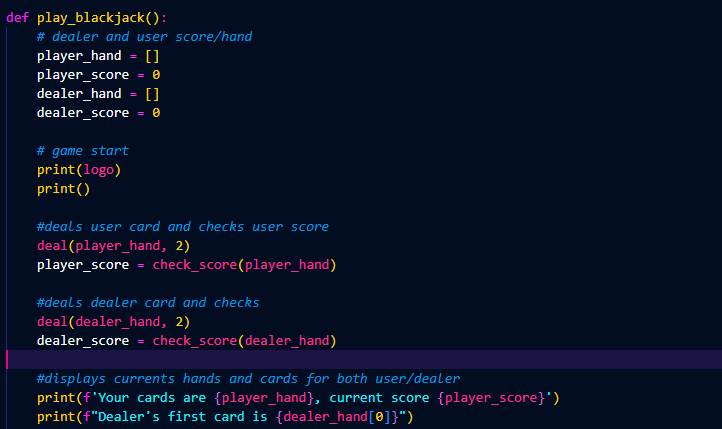 def play_blackjack():
    # dealer and user score/hand
    player_hand = []
    player_score = 0
    dealer_hand = []
    dealer_score = 0

    # game start
    print(logo)
    print()

    #deals user card and checks user score
    deal(player_hand, 2)
    player_score = check_score(player_hand)

    #deals dealer card and checks
    deal(dealer_hand, 2)
    dealer_score = check_score(dealer_hand)

    #displays currents hands and cards for both user/dealer
    print(f'Your cards are {player_hand}, current score {player_score}')
    print(f"Dealer's first card is {dealer_hand[0]}")